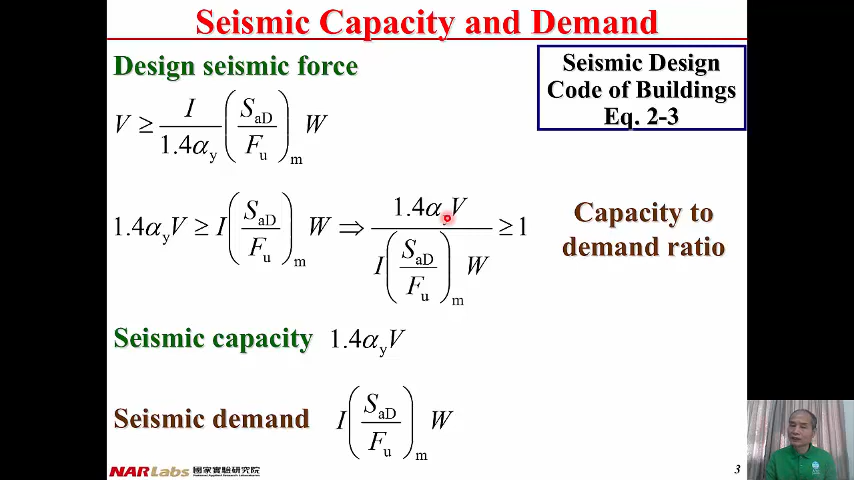 Seismic Capacity and Demand
Design seismic force
Seismic Design
Code of Buildings
Eq. 2-3
V ≥ I/(1.4α_y) (S_aD/F_u)_m W
1.4α_y V ≥ I (S_aD/F_u)_m W ⇒ 1.4α_y V / (I (S_aD/F_u)_m W) ≥ 1
Capacity to
demand ratio
Seismic capacity 1.4α_y V
Seismic demand I (S_aD/F_u)_m W
NARLabs 國家實驗研究院
3